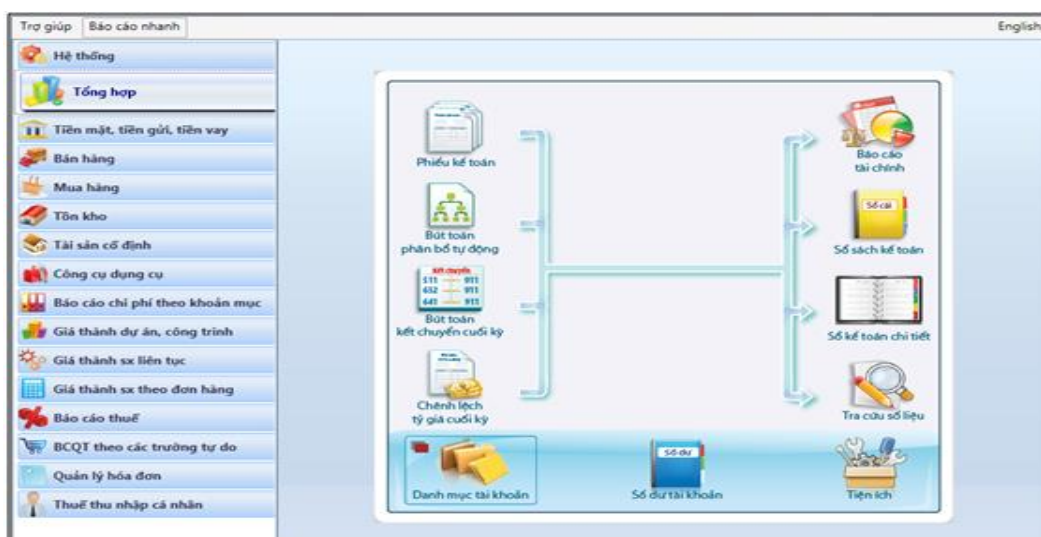 Trợ giúp Báo cáo nhanh English
Hệ thống
Tổng hợp
Tiền mặt, tiền gửi, tiền vay
Bán hàng
Mua hàng
Tồn kho
Tài sản cố định
Công cụ dụng cụ
Báo cáo chi phí theo khoản mục
Giá thành dự án, công trình
Giá thành sx liên tục
Giá thành sx theo đơn hàng
Báo cáo thuế
BCQT theo các trường tự do
Quản lý hóa đơn
Thuế thu nhập cá nhân
Phiếu kế toán
Bút toán
phân bổ tự động
Kết chuyển
511 911
632 911
641 911
Bút toán
kết chuyển cuối kỳ
Chênh lệch
tỷ giá cuối kỳ
Báo cáo
tài chính
Sổ cái
Sổ sách kế toán
Sổ kế toán chi tiết
Tra cứu số liệu
Danh mục tài khoản
Số dư
Số dư tài khoản
Tiện ích